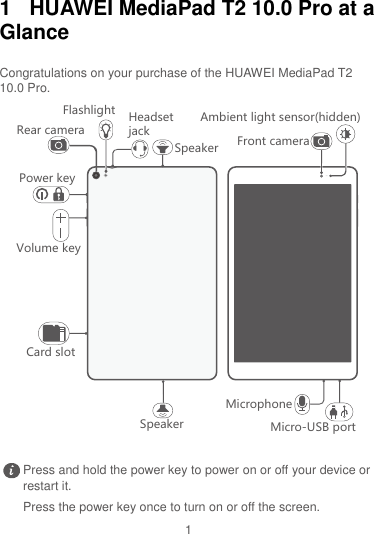 1 HUAWEI MediaPad T2 10.0 Pro at a
Glance
Congratulations on your purchase of the HUAWEI MediaPad T2
10.0 Pro.
Flashlight
Rear camera
Headset
jack
Speaker
Ambient light sensor(hidden)
Front camera
Power key
Volume key
Card slot
Speaker
Microphone
Micro-USB port
Press and hold the power key to power on or off your device or
restart it.
Press the power key once to turn on or off the screen.
1